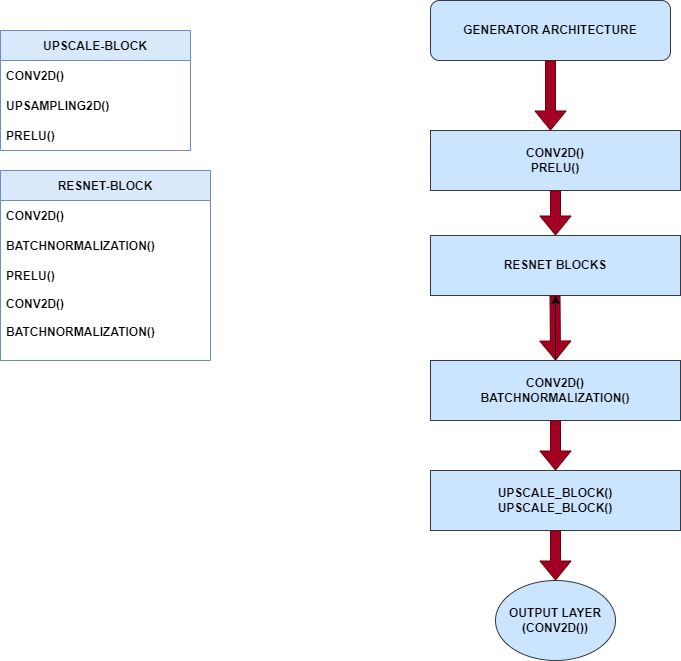 UPSCALE-BLOCK
CONV2D()
UPSAMPLING2D()
PRELU()
RESNET-BLOCK
CONV2D()
BATCHNORMALIZATION()
PRELU()
CONV2D()
BATCHNORMALIZATION()
GENERATOR ARCHITECTURE
CONV2D()
PRELU()
RESNET BLOCKS
CONV2D()
BATCHNORMALIZATION()
UPSCALE_BLOCK()
UPSCALE_BLOCK()
OUTPUT LAYER
(CONV2D())